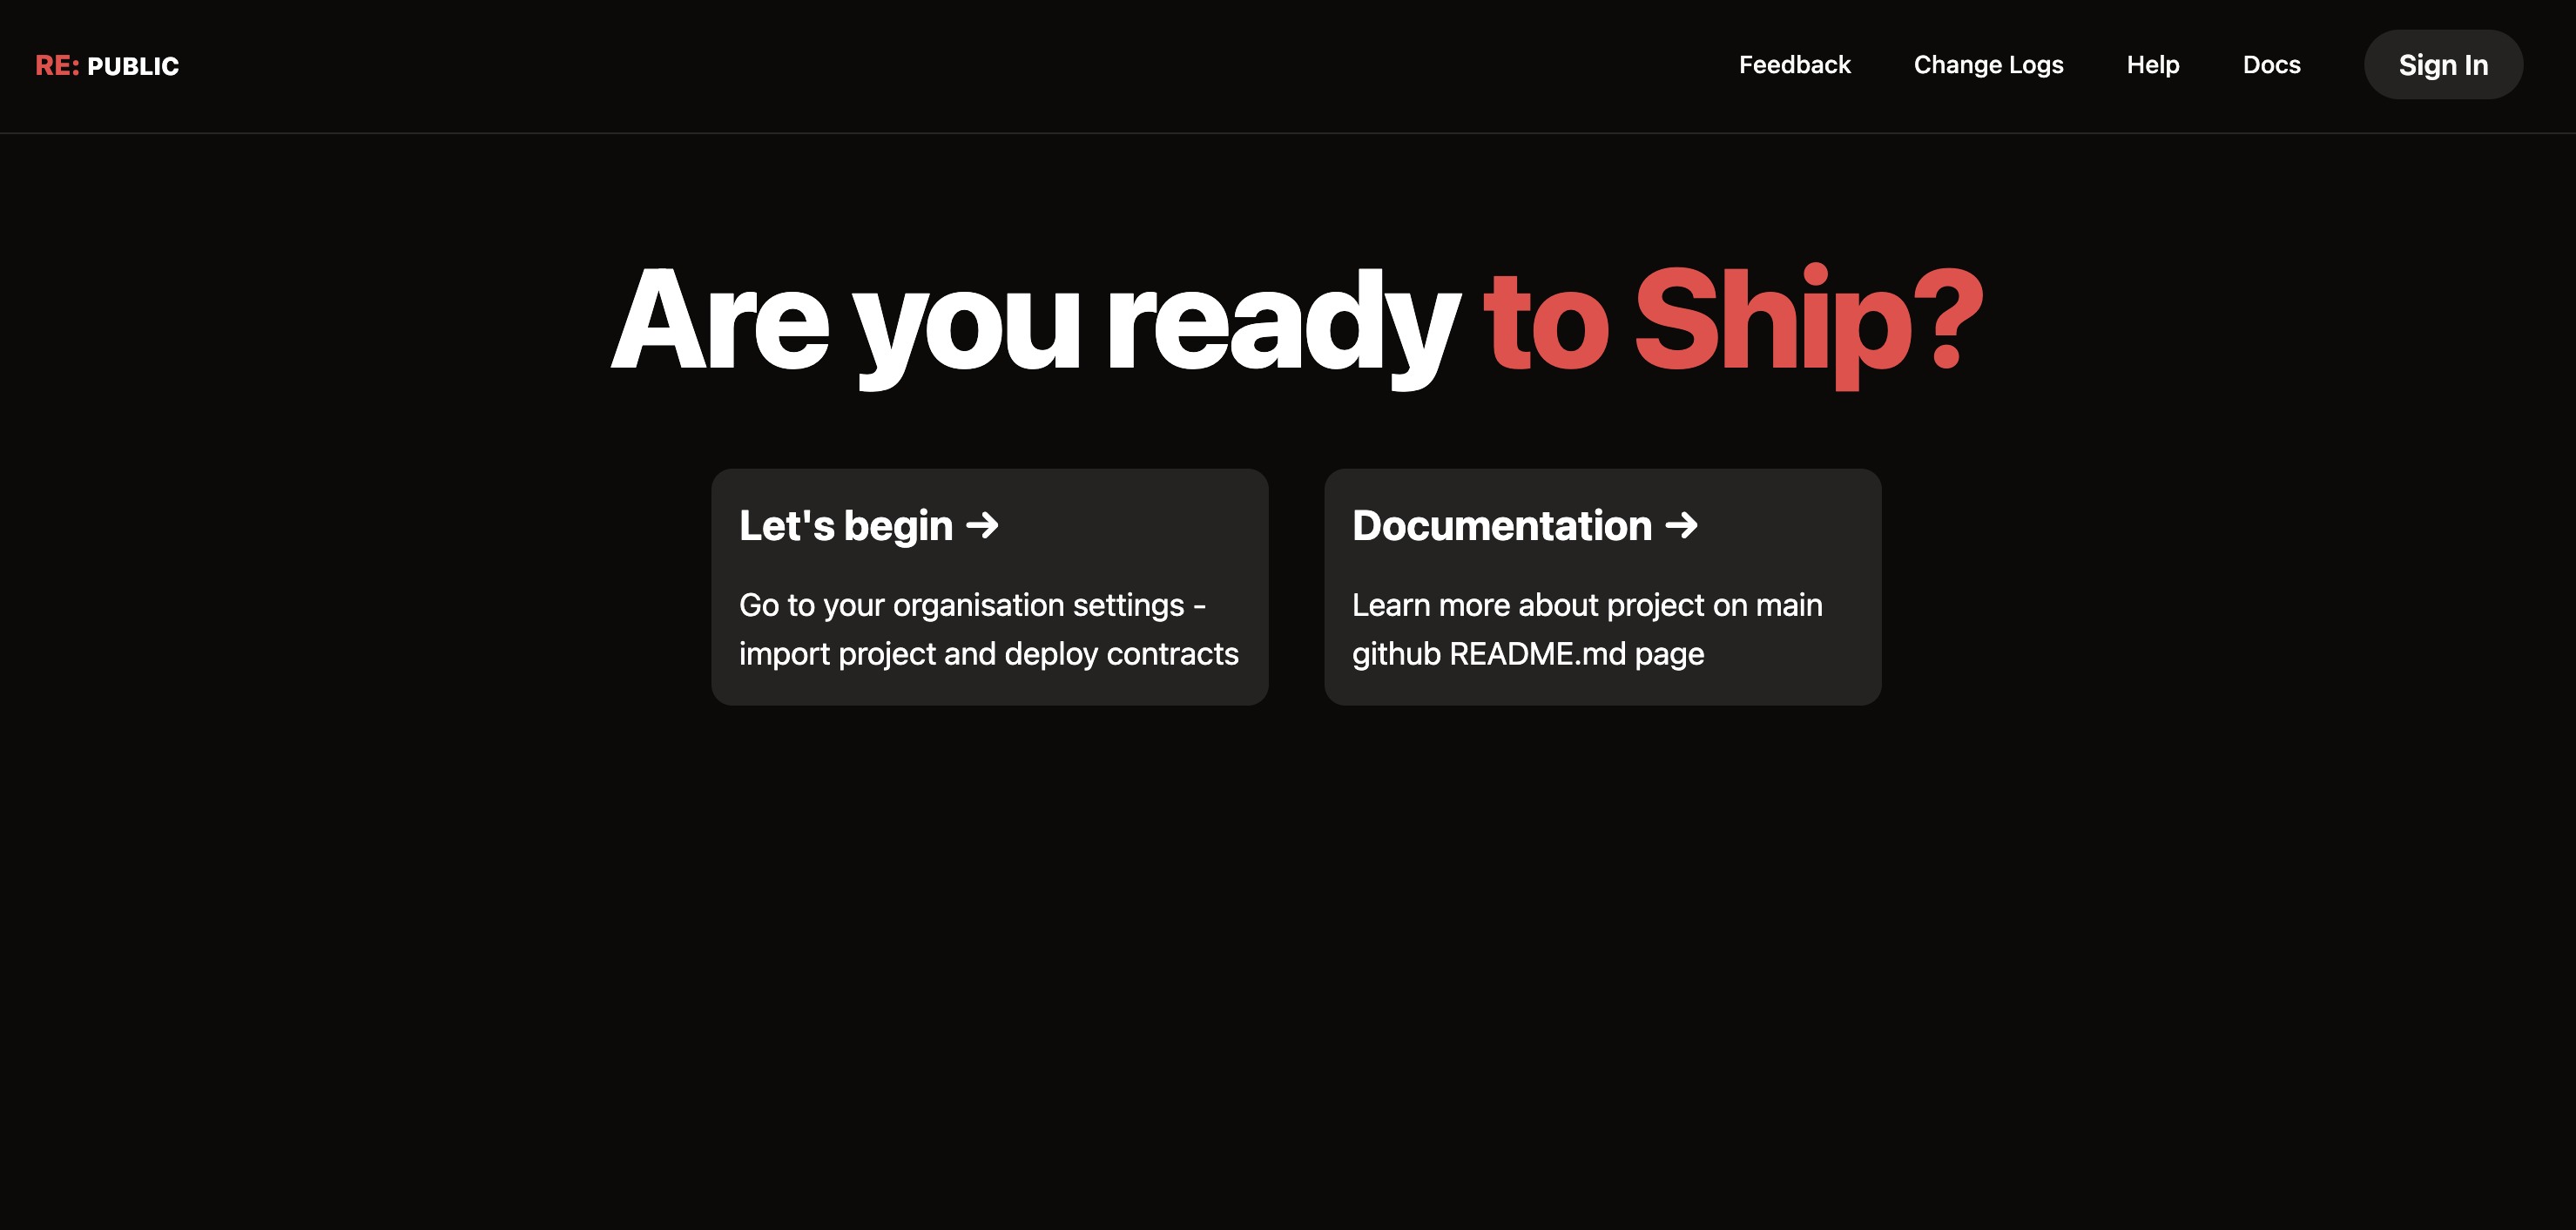 RE: PUBLIC
Feedback
Change Logs
Help
Docs
Sign In
Are you ready to Ship?
Let's begin →
Go to your organisation settings -
import project and deploy contracts
Documentation →
Learn more about project on main
github README.md page